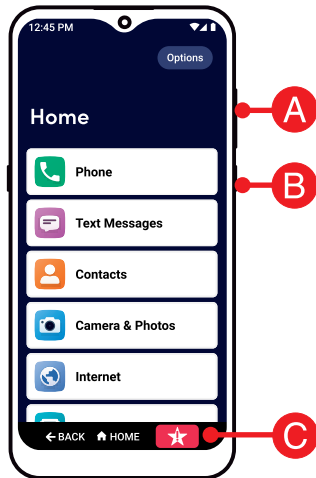 12:45 PM
Options
Home
Phone
Text Messages
Contacts
Camera & Photos
Internet
BACK HOME
A
B
C